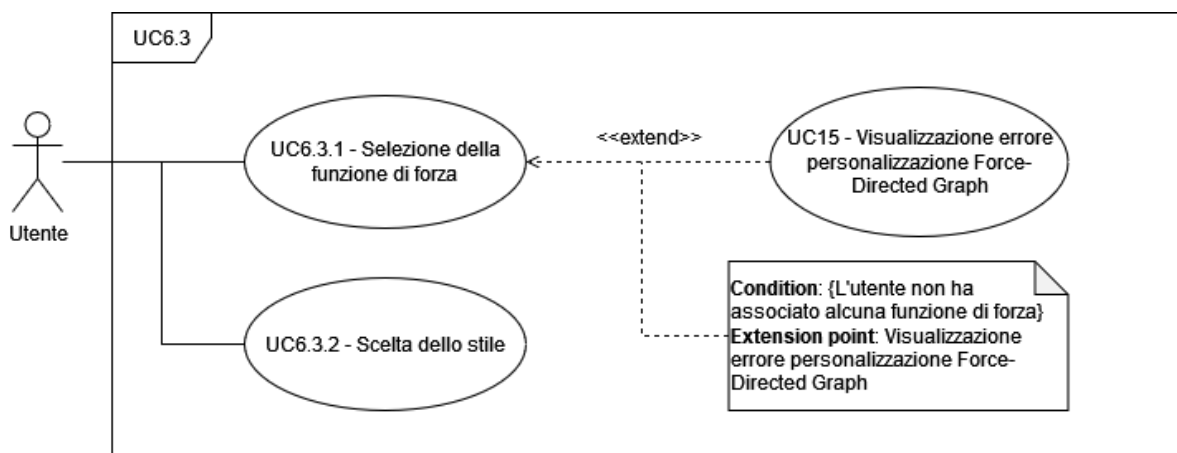 UC6.3
Utente
UC6.3.1 - Selezione della
funzione di forza
<<extend>>
UC15 - Visualizzazione errore
personalizzazione Force-
Directed Graph
UC6.3.2 - Scelta dello stile
Condition: {L'utente non ha
associato alcuna funzione di forza}
Extension point: Visualizzazione
errore personalizzazione Force-
Directed Graph